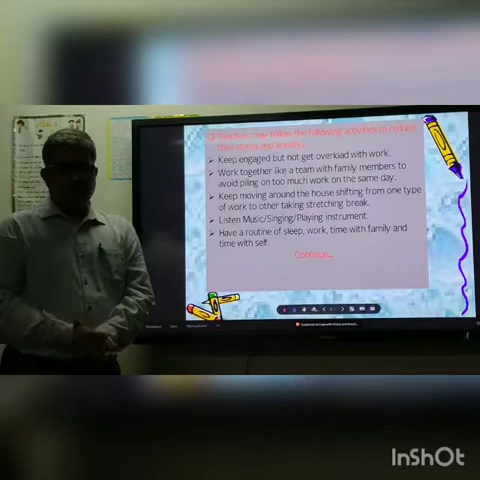 Teachers may follow the following activities to reduce
their stress and anxiety...
Keep engaged but not get overload with work.
Work together like a team with family members to
avoid piling on too much work on the same day.
Keep moving around the house shifting from one type
of work to other taking stretching break.
Listen Music/Singing/Playing instrument.
Have a routine of sleep, work, time with family and
time with self.
Continue...
InShOt